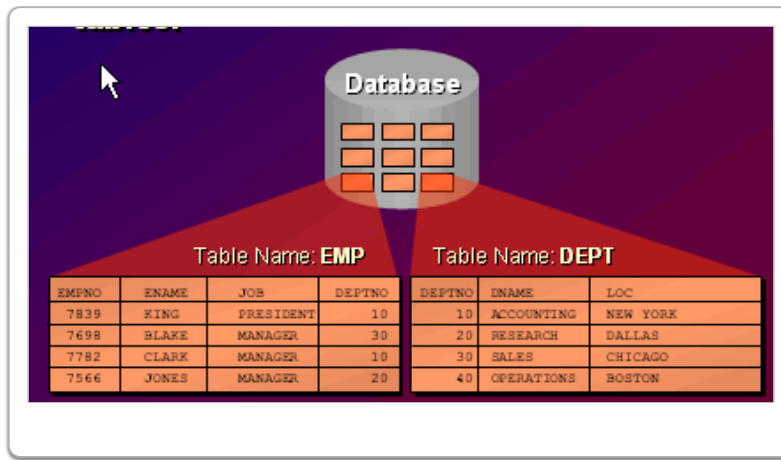 Database
Table Name: EMP
EMPNO ENAME JOB DEPTNO
7839 KING PRESIDENT 10
7698 BLAKE MANAGER 30
7782 CLARK MANAGER 10
7566 JONES MANAGER 20
Table Name: DEPT
DEPTNO DNAME LOC
10 ACCOUNTING NEW YORK
20 RESEARCH DALLAS
30 SALES CHICAGO
40 OPERATIONS BOSTON